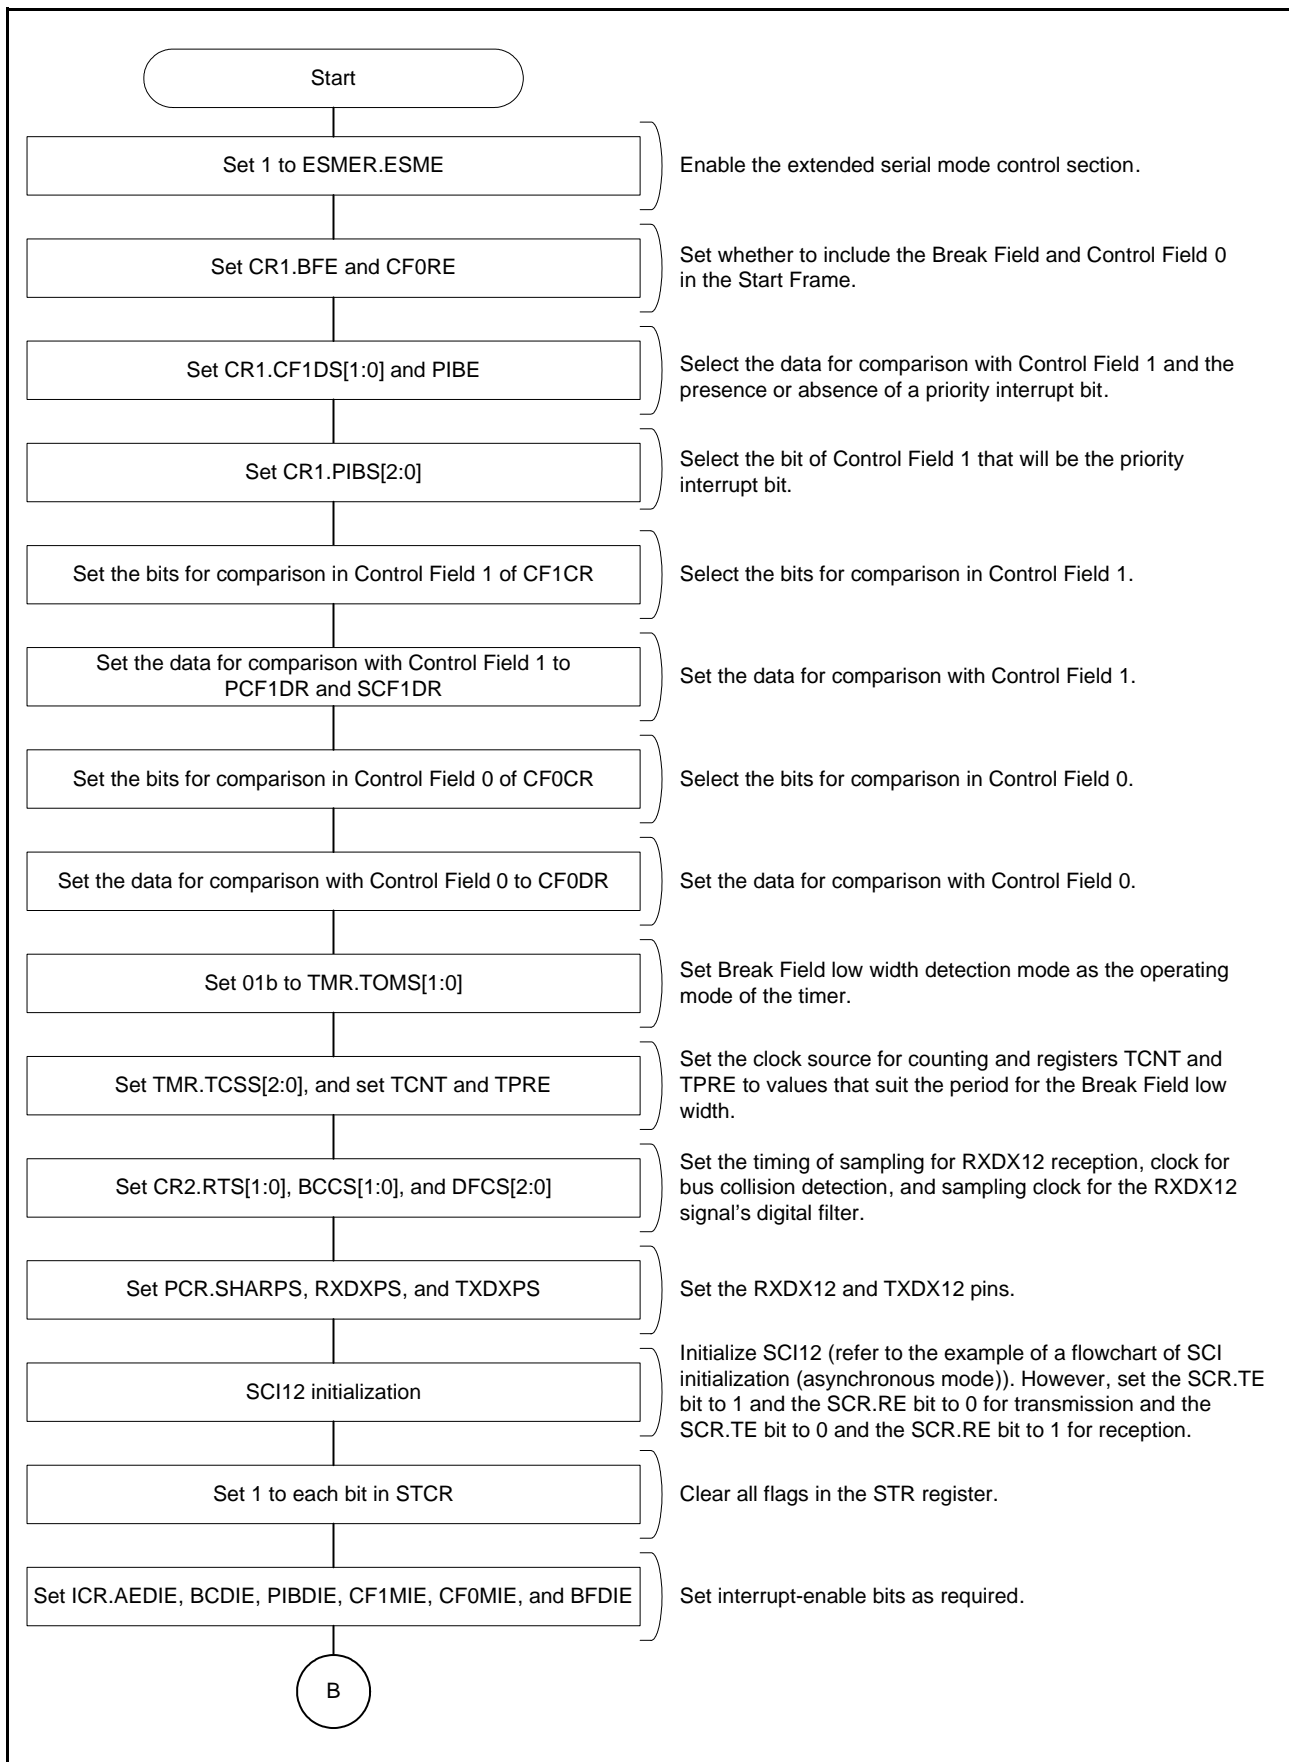 Start
Set 1 to ESMER.ESME
Enable the extended serial mode control section.
Set CR1.BFE and CF0RE
Set whether to include the Break Field and Control Field 0
in the Start Frame.
Set CR1.CF1DS[1:0] and PIBE
Select the data for comparison with Control Field 1 and the
presence or absence of a priority interrupt bit.
Set CR1.PIBS[2:0]
Select the bit of Control Field 1 that will be the priority
interrupt bit.
Set the bits for comparison in Control Field 1 of CF1CR
Select the bits for comparison in Control Field 1.
Set the data for comparison with Control Field 1 to
PCF1DR and SCF1DR
Set the data for comparison with Control Field 1.
Set the bits for comparison in Control Field 0 of CF0CR
Select the bits for comparison in Control Field 0.
Set the data for comparison with Control Field 0 to CF0DR
Set the data for comparison with Control Field 0.
Set 01b to TMR.TOMS[1:0]
Set Break Field low width detection mode as the operating
mode of the timer.
Set TMR.TCSS[2:0], and set TCNT and TPRE
Set the clock source for counting and registers TCNT and
TPRE to values that suit the period for the Break Field low
width.
Set CR2.RTS[1:0], BCCS[1:0], and DFCS[2:0]
Set the timing of sampling for RXDX12 reception, clock for
bus collision detection, and sampling clock for the RXDX12
signal's digital filter.
Set PCR.SHARPS, RXDXPS, and TXDXPS
Set the RXDX12 and TXDX12 pins.
SCI12 initialization
Initialize SCI12 (refer to the example of a flowchart of SCI
initialization (asynchronous mode)). However, set the SCR.TE
bit to 1 and the SCR.RE bit to 0 for transmission and the
SCR.TE bit to 0 and the SCR.RE bit to 1 for reception.
Set 1 to each bit in STCR
Clear all flags in the STR register.
Set ICR.AEDIE, BCDIE, PIBDIE, CF1MIE, CF0MIE, and BFDIE
Set interrupt-enable bits as required.
B